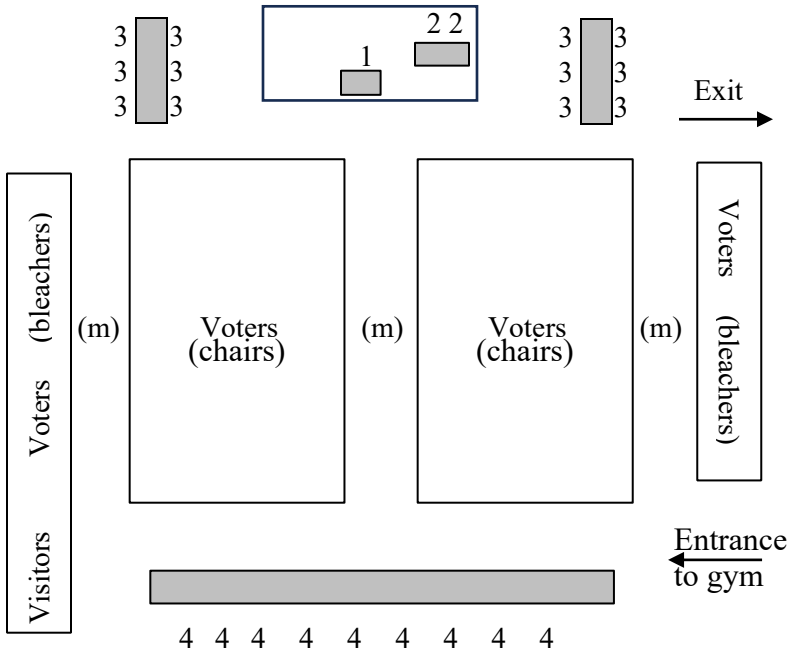 2 2
1
3 3
3 3
3 3
3 3
3 3
3 3
Exit
Voters (bleachers)
Visitors
(m)
Voters
(chairs)
(m)
Voters
(chairs)
(m)
Voters (bleachers)
Entrance
to gym
4 4 4 4 4 4 4 4 4